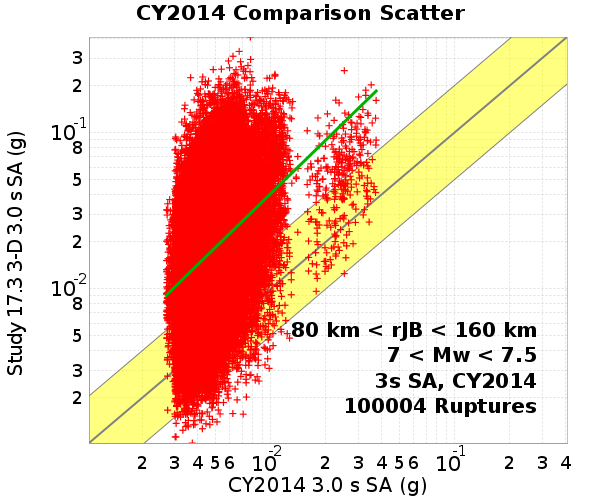 CY2014 Comparison Scatter
Study 17.3 3-D 3.0 s SA (g)
3
2
10-1
8
5
3
2
10-2
8
5
3
2
80 km < rJB < 160 km
7 < Mw < 7.5
3s SA, CY2014
100004 Ruptures
2 3 4 5 6 10-2 2 3 4 5 6 10-1 2 3 4
CY2014 3.0 s SA (g)